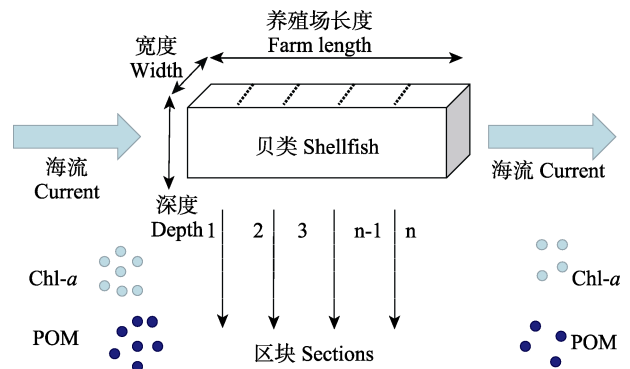 养殖场长度
Farm length
宽度
Width
贝类 Shellfish
海流
Current
海流 Current
深度
Depth
1 2 3 n-1 n
Chl-a
Chl-a
POM
POM
区块 Sections